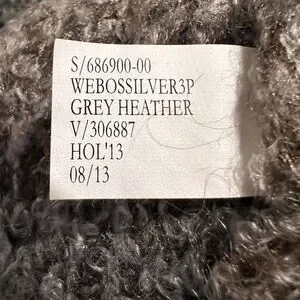 S/686900-00
WEBOSSILVER3P
GREY HEATHER
V/306887
HOL'13
08/13